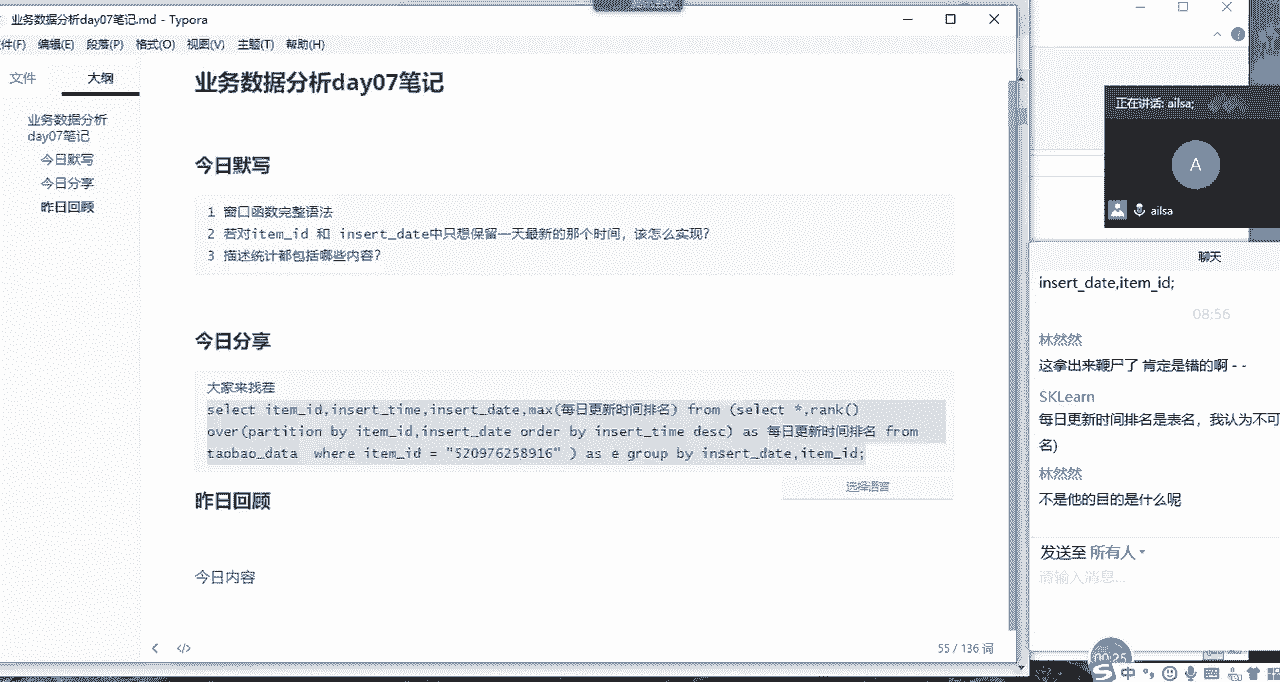 业务数据分析day07笔记.md - Typora
件(F) 编辑(E) 段落(P) 格式(O) 视图(V) 主题(T) 帮助(H)
文件 大纲
业务数据分析
day07笔记
今日默写
今日分享
昨日回顾
业务数据分析day07笔记
今日默写
1 窗口函数完整语法
2 若对item_id 和 insert_date中只想保留一天最新的那个时间，该怎么实现?
3 描述统计都包括哪些内容?
今日分享
大家来找茬
select item_id,insert_time,insert_date,max(每日更新时间排名) from (select *,rank()
over(partition by item_id,insert_date order by insert_time desc) as 每日更新时间排名 from
taobao_data where item_id = "520976258916" ) as e group by insert_date,item_id;
选择语言
昨日回顾
今日内容
55 / 136 词
正在讲话: ailsa;
A
ailsa
聊天
insert_date,item_id;
08:56
林然然
这拿出来鞭尸了 肯定是错的啊 - -
SKLearn
每日更新时间排名是表名，我认为不可
名)
林然然
不是他的目的是什么呢
发送至 所有人
请输入消息...
00:25
中